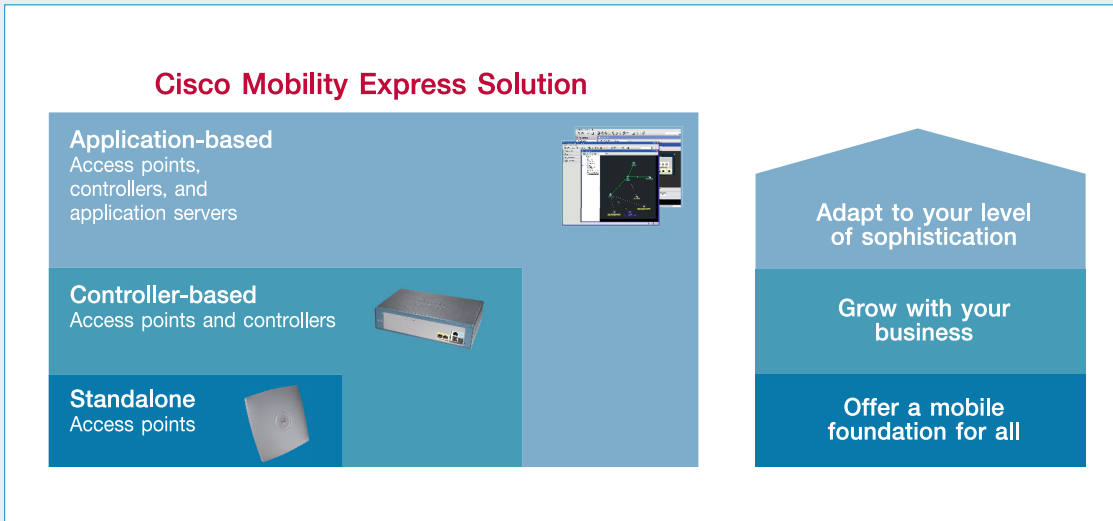 Cisco Mobility Express Solution
Application-based
Access points,
controllers, and
application servers
Controller-based
Access points and controllers
Standalone
Access points
Adapt to your level
of sophistication
Grow with your
business
Offer a mobile
foundation for all